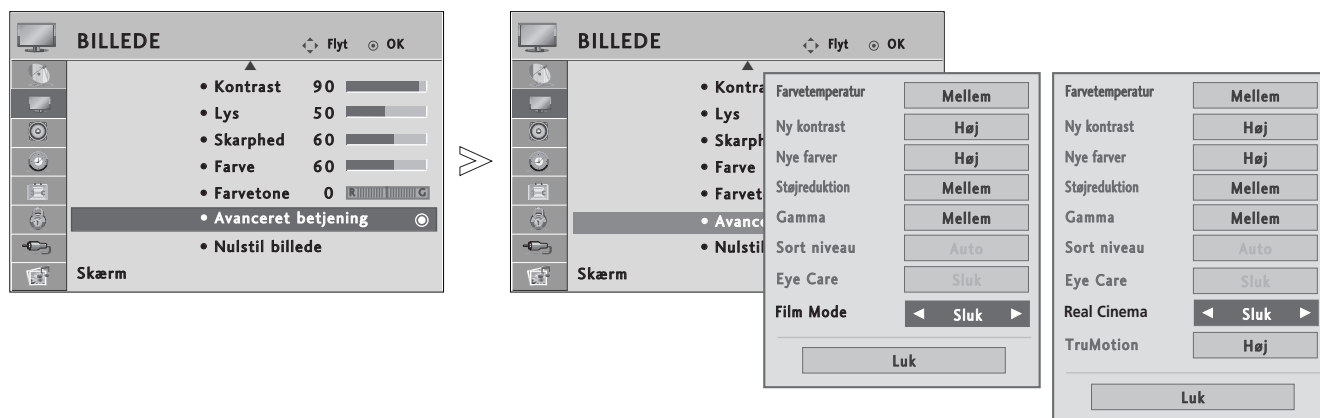 BILLEDE Flyt OK
• Kontrast 90
• Lys 50
• Skarphed 60
• Farve 60
• Farvetone 0 R G
• Avanceret betjening
• Nulstil billede
Skærm
BILLEDE Flyt OK
• Kontra
• Lys
• Skarph
• Farve
• Farvet
• Avance
• Nulstil
Skærm
Farvetemperatur Mellem
Ny kontrast Høj
Nye farver Høj
Støjreduktion Mellem
Gamma Mellem
Sort niveau Auto
Eye Care Sluk
Film Mode ◄ Sluk ►
Luk
Farvetemperatur Mellem
Ny kontrast Høj
Nye farver Høj
Støjreduktion Mellem
Gamma Mellem
Sort niveau Auto
Eye Care Sluk
Real Cinema ◄ Sluk ►
TruMotion Høj
Luk